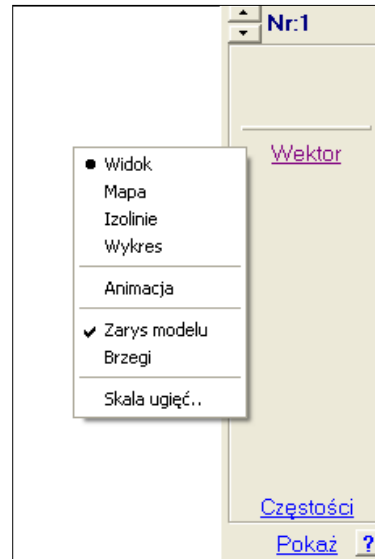 Nr:1
Wektor
Widok
Mapa
Izolinie
Wykres
Animacja
Zarys modelu
Brzegi
Skala ugięć..
Częstości
Pokaż ?